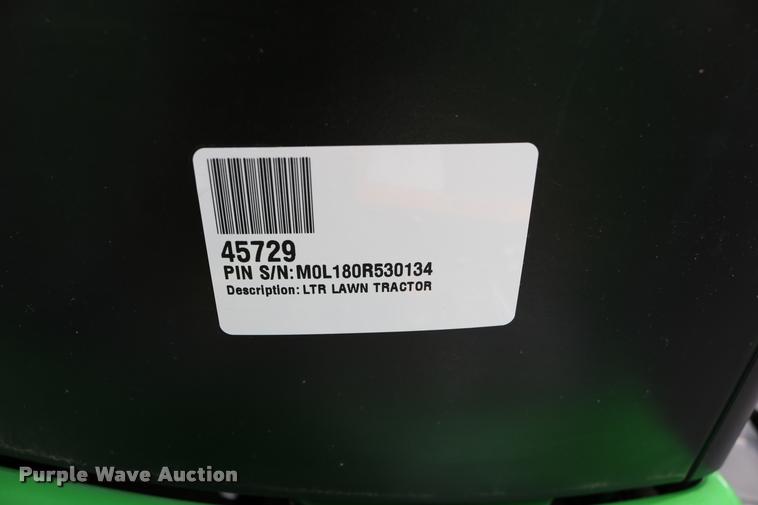 45729
PIN S/N:M0L180R530134
Description: LTR LAWN TRACTOR
Purple Wave Auction